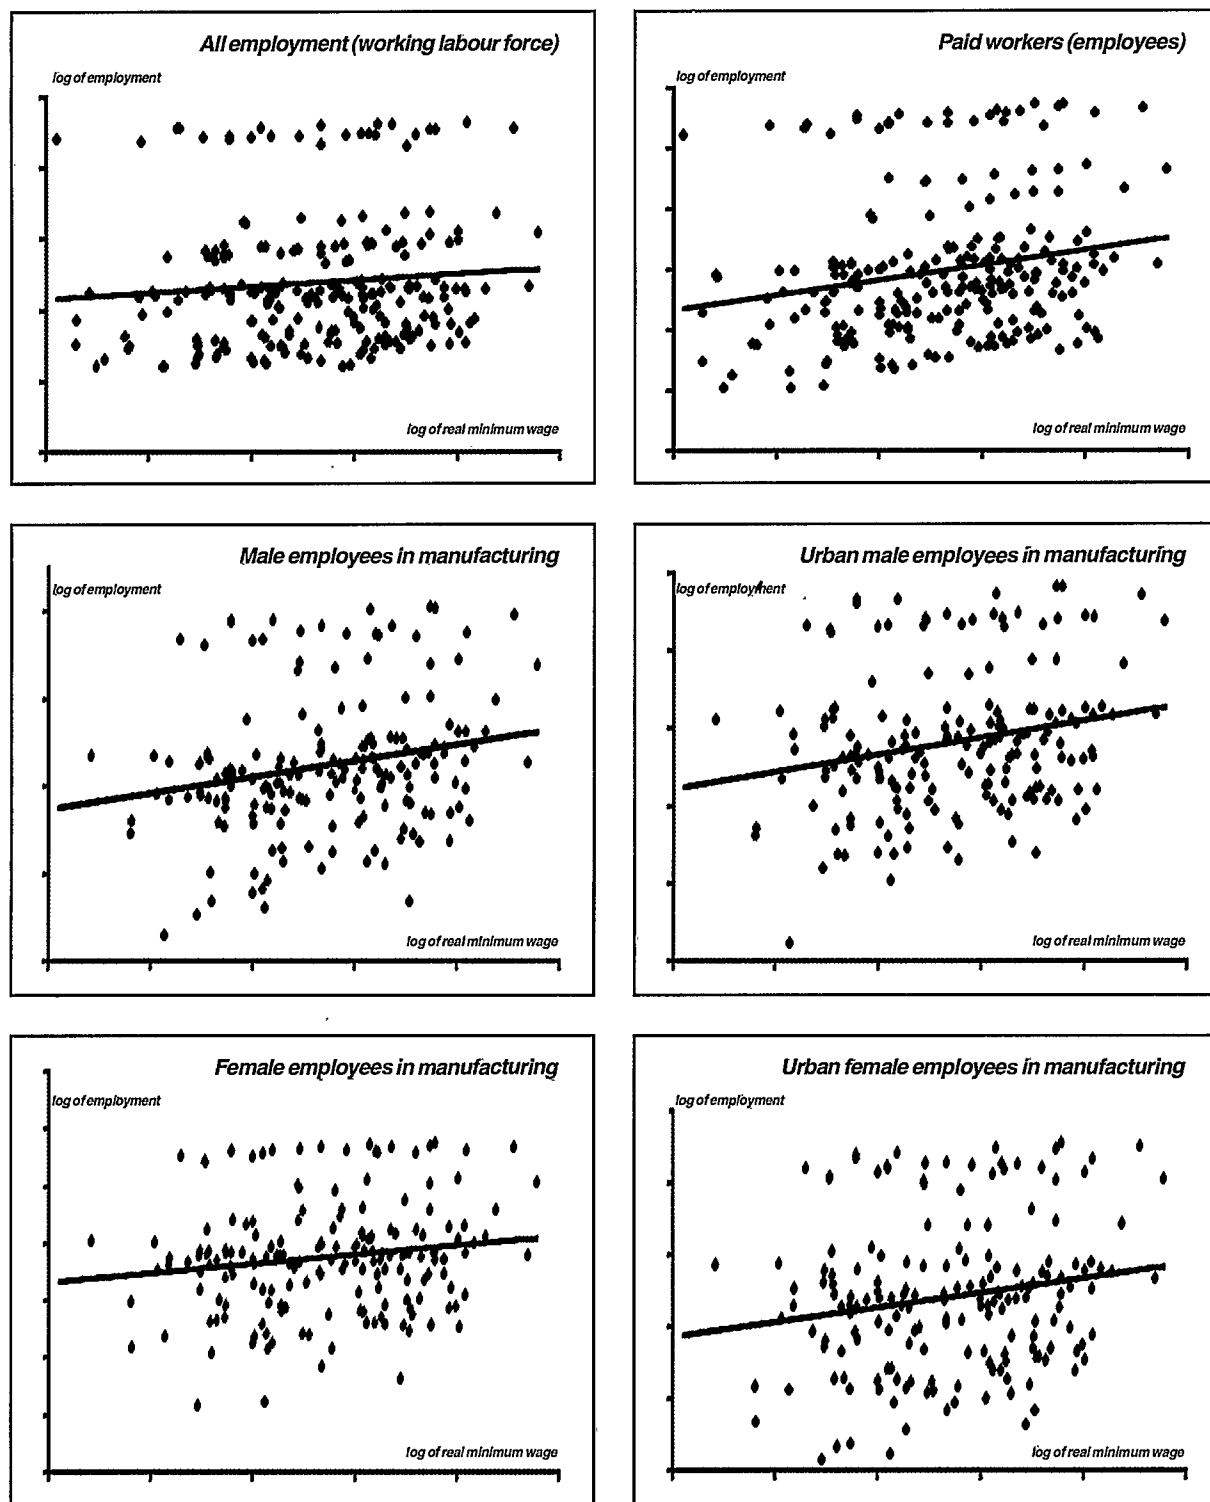 All employment (working labour force)
log of employment
log of real minimum wage
Paid workers (employees)
log of employment
log of real minimum wage
Male employees in manufacturing
log of employment
log of real minimum wage
Urban male employees in manufacturing
log of employment
log of real minimum wage
Female employees in manufacturing
log of employment
log of real minimum wage
Urban female employees in manufacturing
log of employment
log of real minimum wage